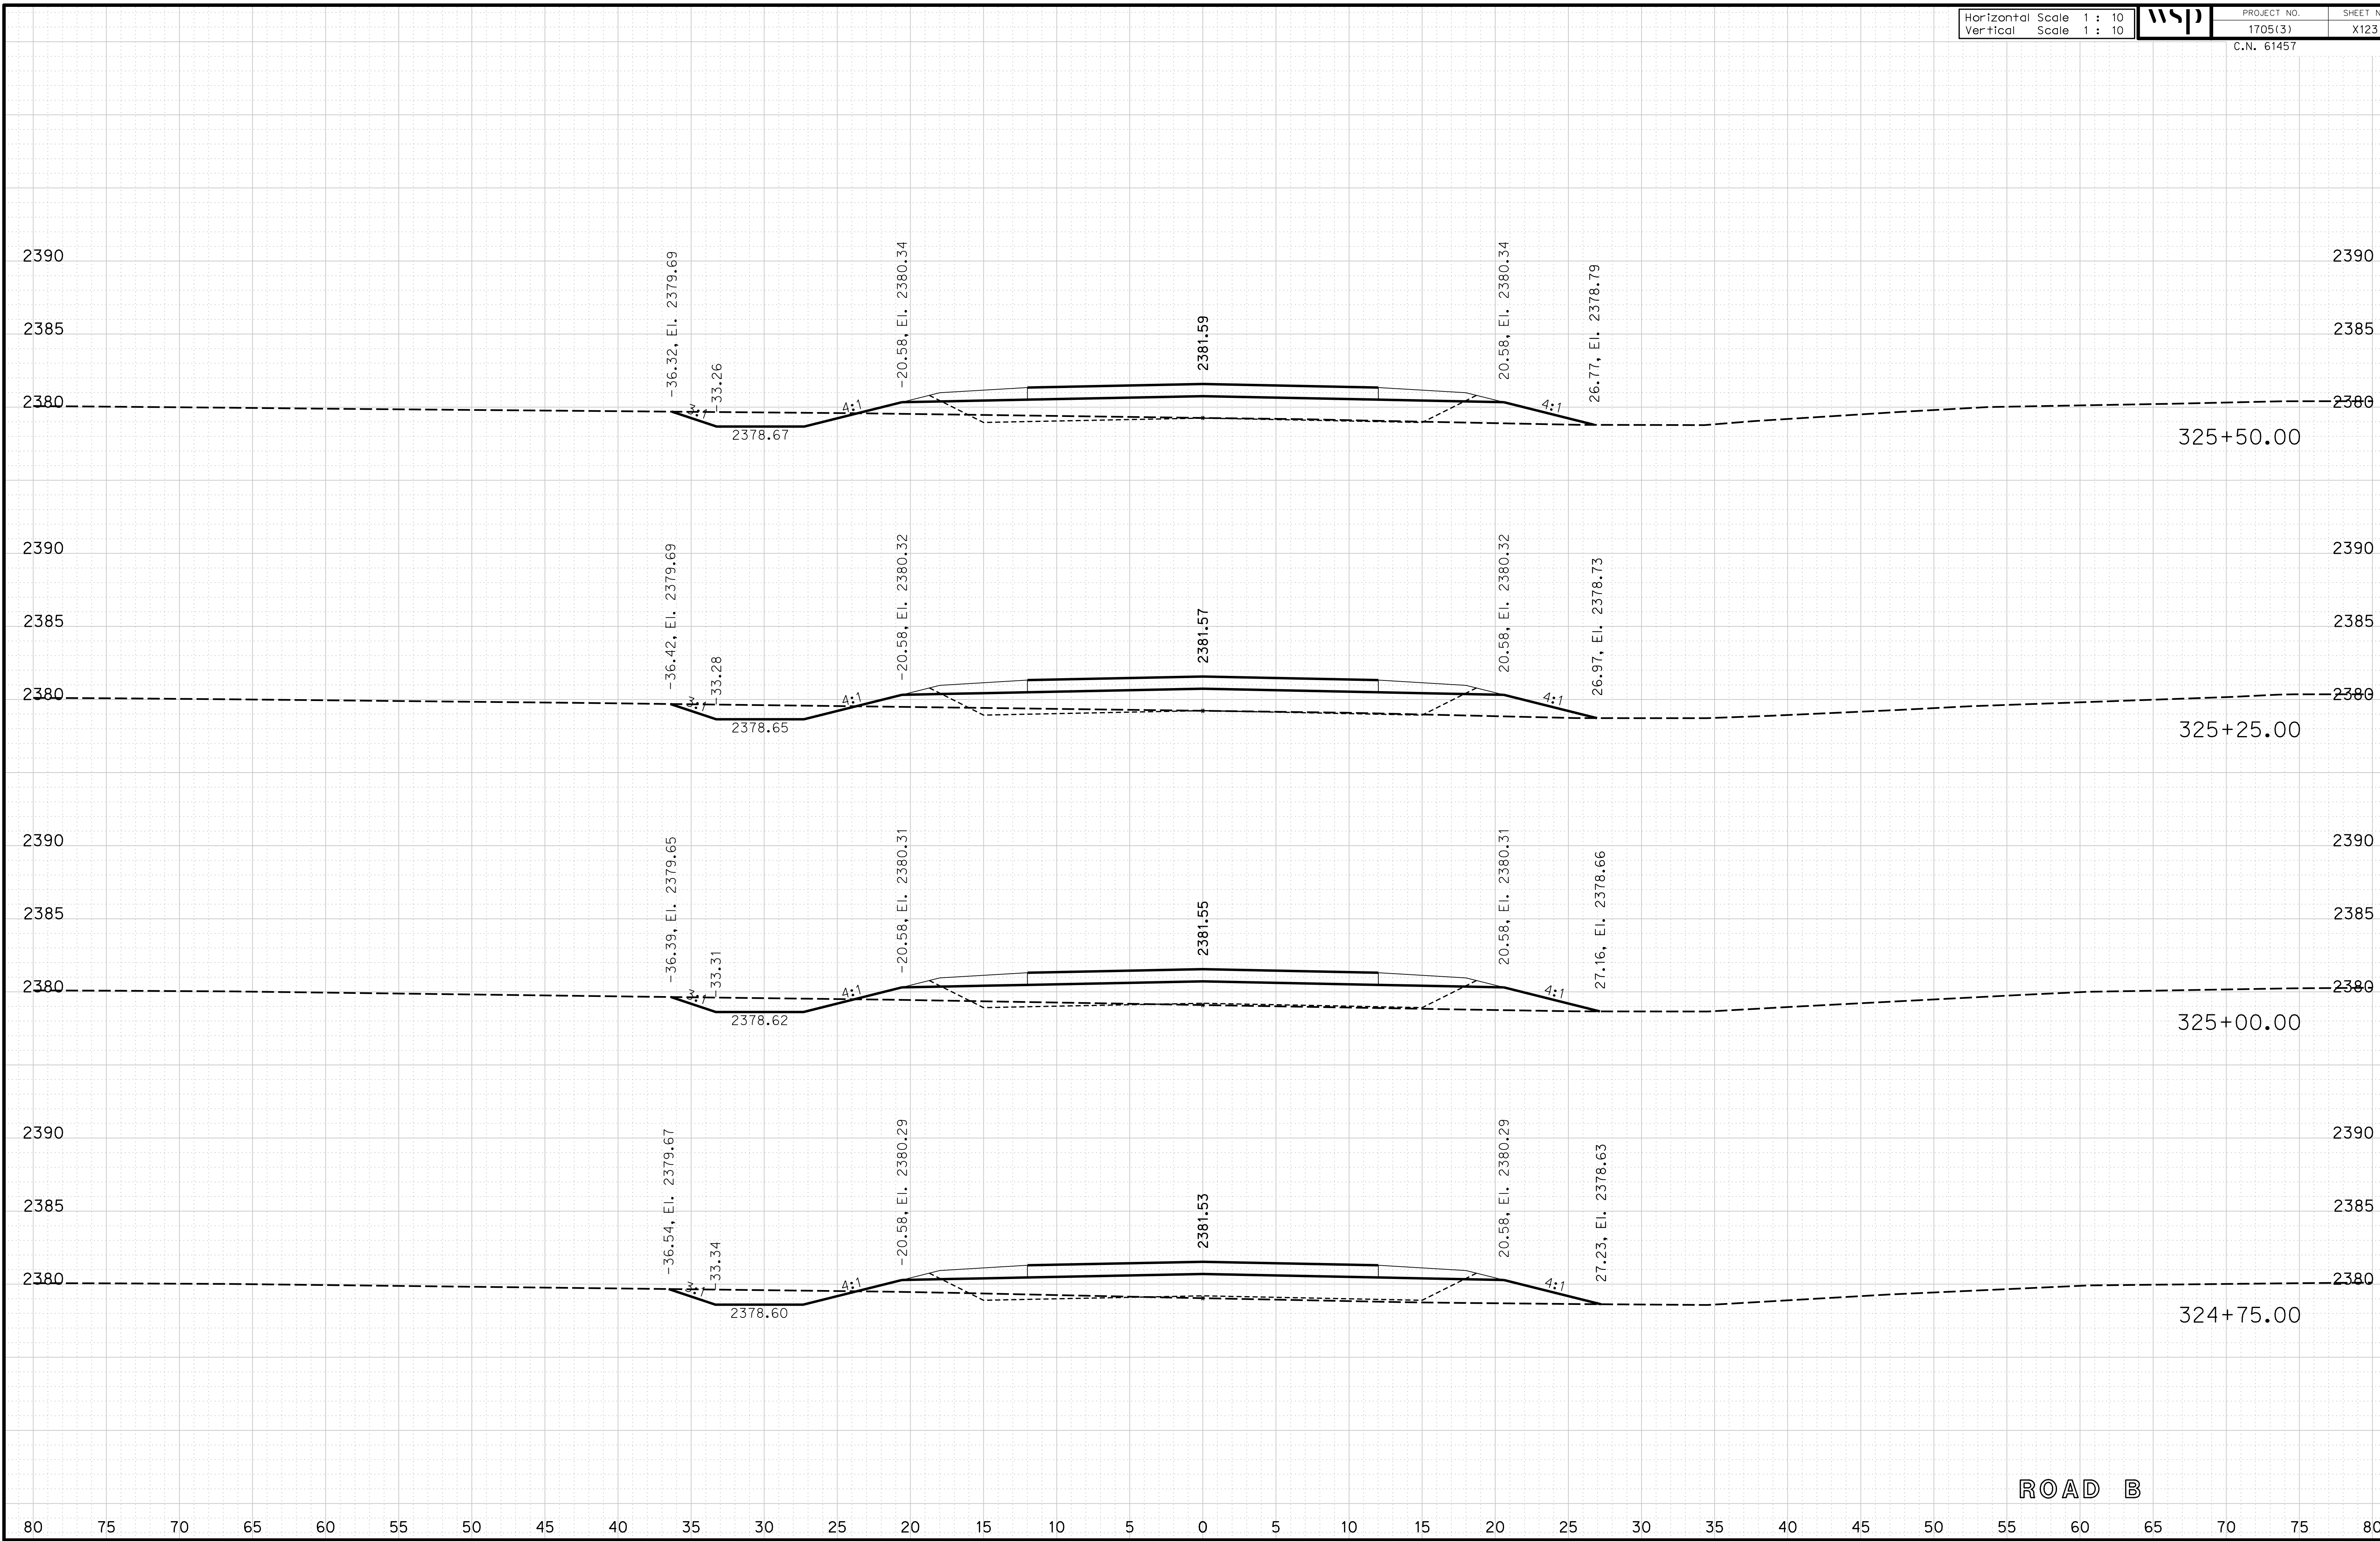 Horizontal Scale 1 : 10
Vertical Scale 1 : 10
wsp
PROJECT NO.
SHEET N
1705(3)
X123
C.N. 61457
2390
2385
2380
-36.32, El. 2379.69
-33.26
-20.58, El. 2380.34
2381.59
20.58, El. 2380.34
26.77, El. 2378.79
2390
2385
2380
3:1
4:1
4:1
2378.67
325+50.00
2390
2385
2380
-36.42, El. 2379.69
-33.28
-20.58, El. 2380.32
2381.57
20.58, El. 2380.32
26.97, El. 2378.73
2390
2385
2380
3:1
4:1
4:1
2378.65
325+25.00
2390
2385
2380
-36.39, El. 2379.65
-33.31
-20.58, El. 2380.31
2381.55
20.58, El. 2380.31
27.16, El. 2378.66
2390
2385
2380
3:1
4:1
4:1
2378.62
325+00.00
2390
2385
2380
-36.54, El. 2379.67
-33.34
-20.58, El. 2380.29
2381.53
20.58, El. 2380.29
27.23, El. 2378.63
2390
2385
2380
3:1
4:1
4:1
2378.60
324+75.00
ROAD B
80 75 70 65 60 55 50 45 40 35 30 25 20 15 10 5 0 5 10 15 20 25 30 35 40 45 50 55 60 65 70 75 80